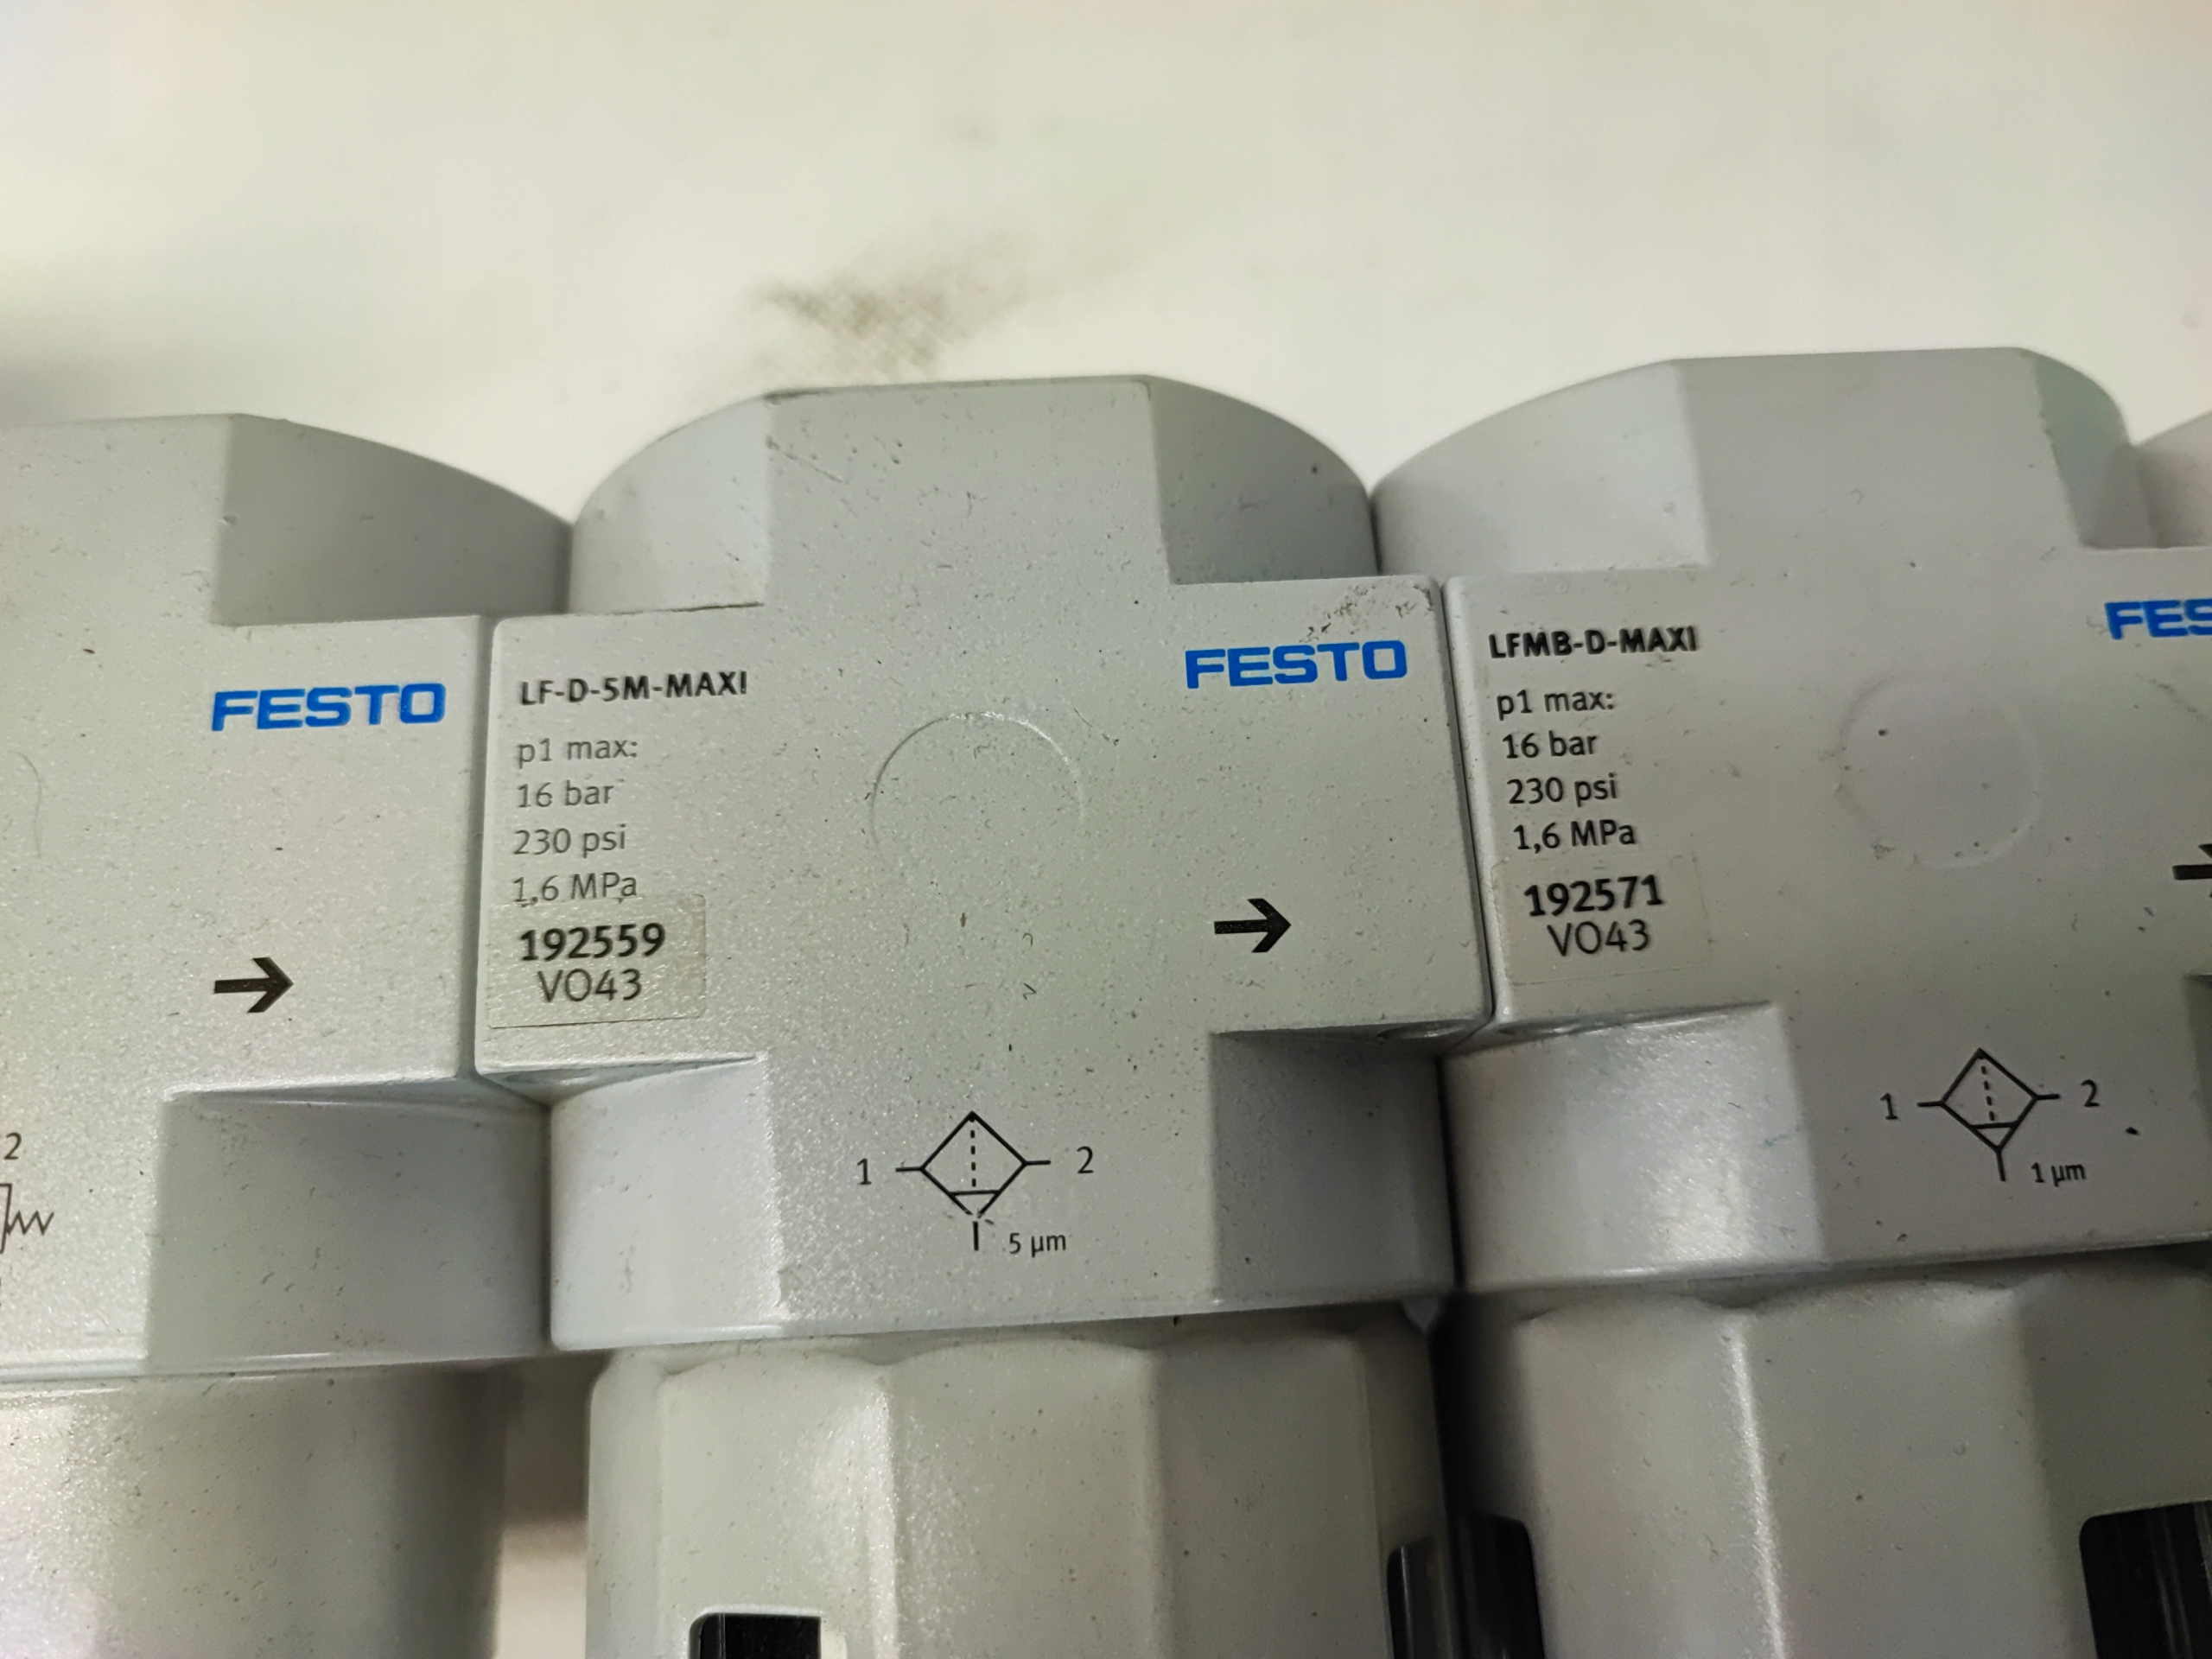 FESTO
2
LF-D-5M-MAXI
FESTO
p1 max:
16 bar
230 psi
1,6 MPa
192559
VO43
1
2
5 µm
LFMB-D-MAXI
p1 max:
16 bar
230 psi
1,6 MPa
192571
VO43
1
2
1 µm